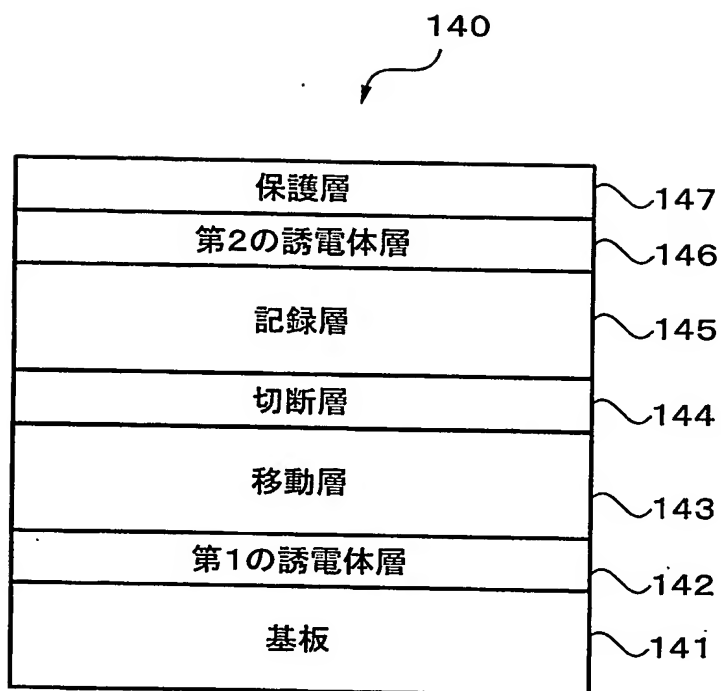 140
保護層 147
第2の誘電体層 146
記録層 145
切断層 144
移動層 143
第1の誘電体層 142
基板 141